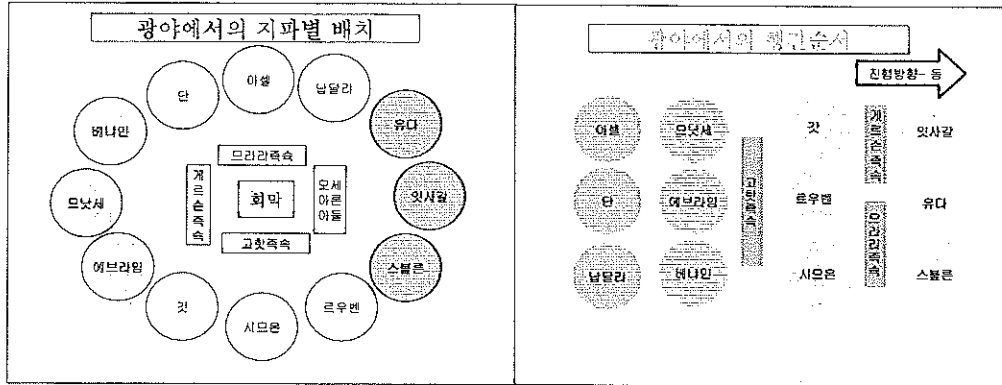 광야에서의 지파별 배치
아셀
납달리
단
유다
베냐민
므라리족속
게르손족속
회막
모세
아론
아들
잇사갈
므낫세
고핫족속
에브라임
스블론
갓
르우벤
시므온
광야에서의 행진순서
진행방향- 동
아셀
므낫세
갓
게르손족속
잇사갈
고핫족속
단
에브라임
르우벤
유다
므라리족속
납달리
베냐민
시므온
스블론